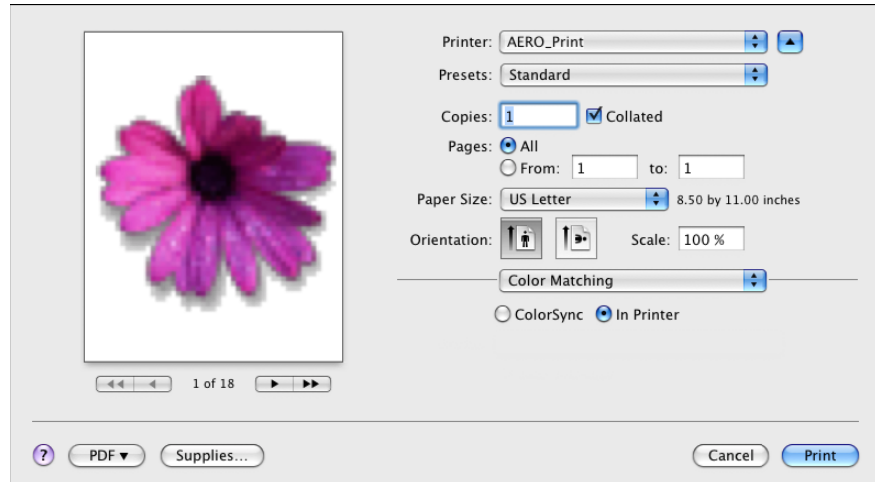 Printer: AERO_Print
Presets: Standard
Copies: 1 Collated
Pages: All
From: 1 to: 1
Paper Size: US Letter 8.50 by 11.00 inches
Orientation: Scale: 100 %
Color Matching
ColorSync In Printer
1 of 18
? PDF ▼ Supplies... Cancel Print